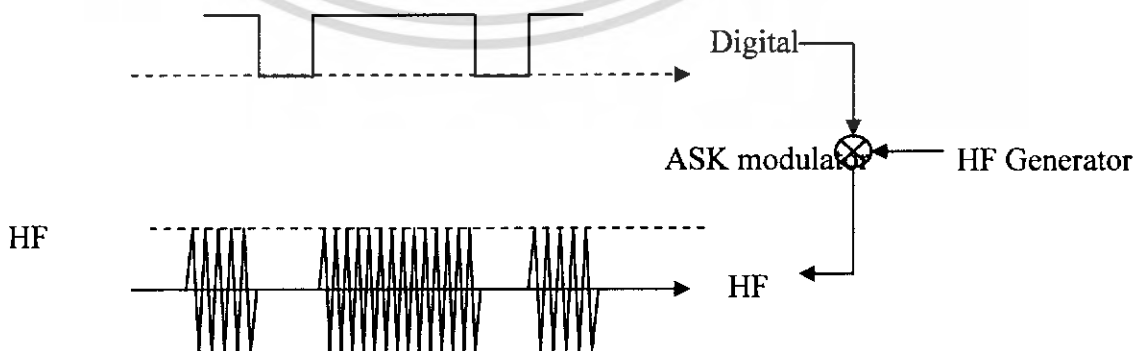 Digital
ASK modulator
HF Generator
HF
HF